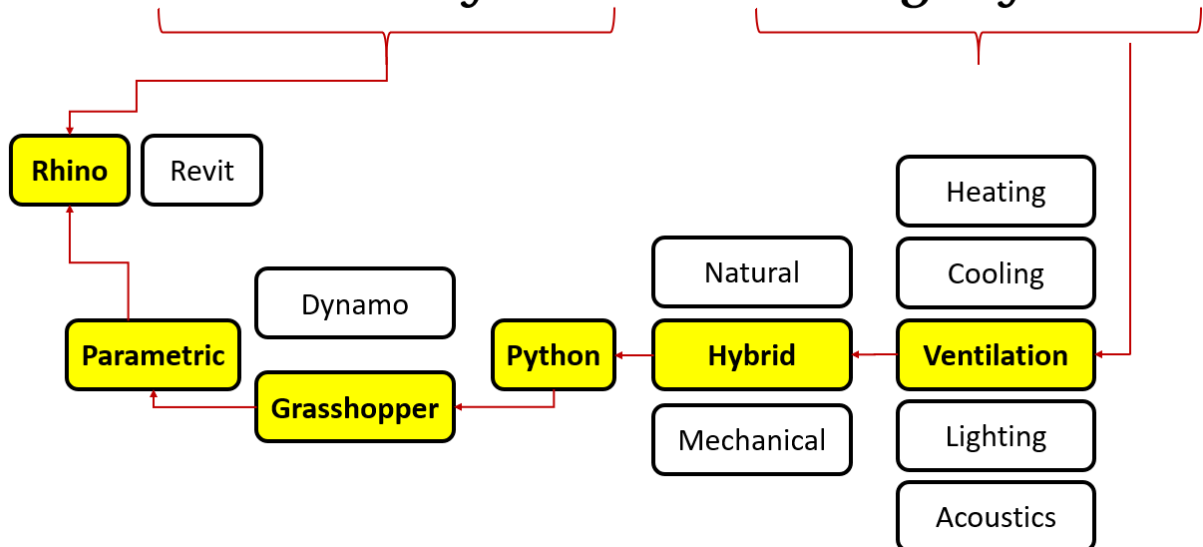 Rhino
Revit
Heating
Natural
Cooling
Dynamo
Parametric
Python
Hybrid
Ventilation
Grasshopper
Mechanical
Lighting
Acoustics